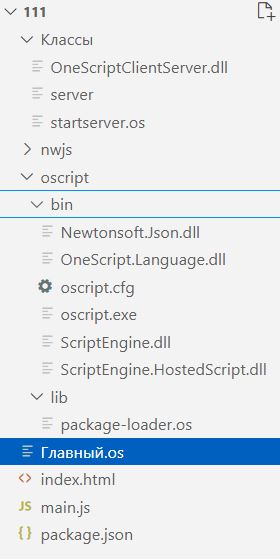 111
Классы
OneScriptClientServer.dll
server
startserver.os
nwjs
oscript
bin
Newtonsoft.Json.dll
OneScript.Language.dll
oscript.cfg
oscript.exe
ScriptEngine.dll
ScriptEngine.HostedScript.dll
lib
package-loader.os
Главный.os
<> index.html
JS main.js
{} package.json